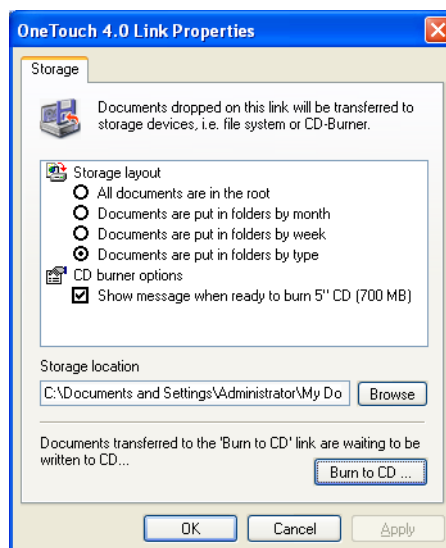 OneTouch 4.0 Link Properties
Storage
Documents dropped on this link will be transferred to
storage devices, i.e. file system or CD-Burner.
Storage layout
All documents are in the root
Documents are put in folders by month
Documents are put in folders by week
Documents are put in folders by type
CD burner options
Show message when ready to burn 5" CD (700 MB)
Storage location
C:\Documents and Settings\Administrator\My Do
Browse
Documents transferred to the 'Burn to CD' link are waiting to be
written to CD...
Burn to CD ...
OK
Cancel
Apply